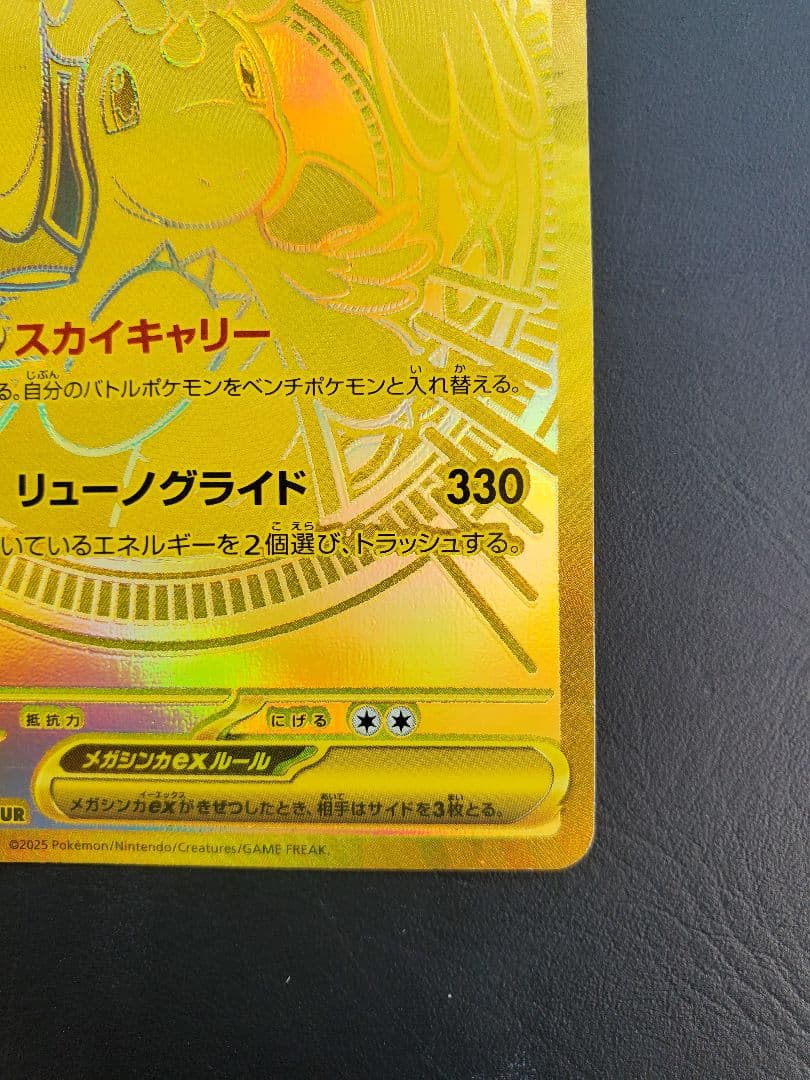 スカイキャリー
る。自分のバトルポケモンをベンチポケモンと入れ替える。
リューノグライド 330
いているエネルギーを2個選び、トラッシュする。
抵抗力 にげる
メガシンカexルール
メガシンカexがきぜつしたとき、相手はサイドを3枚とる。
UR
©2025 Pokémon/Nintendo/Creatures/GAME FREAK.